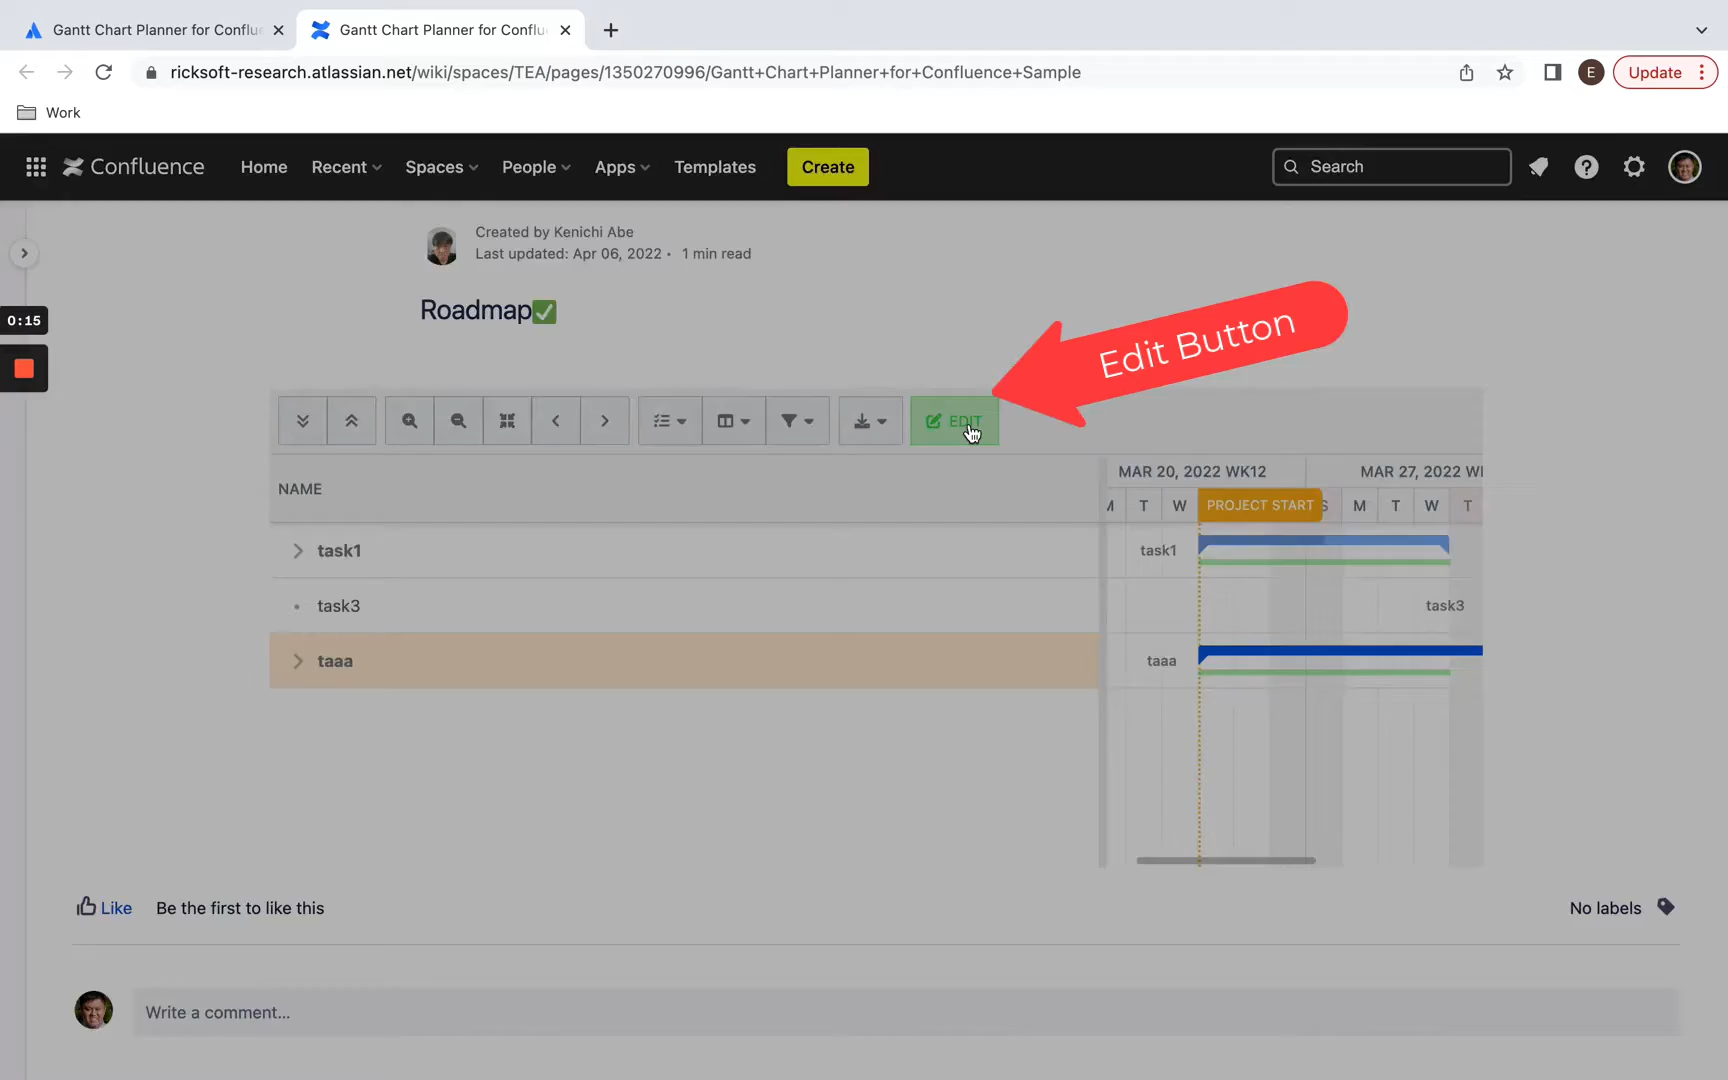 Gantt Chart Planner for Conflu
Gantt Chart Planner for Conflu
ricksoft-research.atlassian.net/wiki/spaces/TEA/pages/1350270996/Gantt+Chart+Planner+for+Confluence+Sample
E
Update
Work
Confluence
Home
Recent
Spaces
People
Apps
Templates
Create
Search
Created by Kenichi Abe
Last updated: Apr 06, 2022 • 1 min read
0:15
Roadmap
Edit Button
EDIT
NAME
MAR 20, 2022 WK12
MAR 27, 2022 W
M T W PROJECT START S M T W T
task1
task1
task3
task3
taaa
taaa
Like
Be the first to like this
No labels
Write a comment...